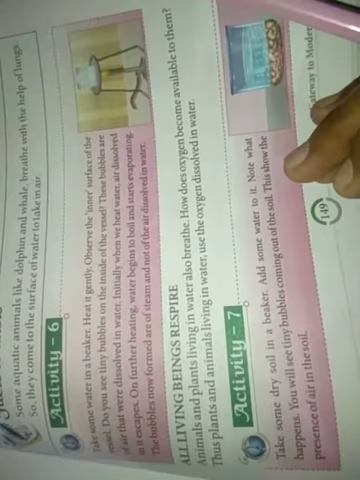 Some aquatic animals like dolphin and whale, breathe with the help of lungs.
So, they come to the surface of water to take in air.
Activity – 6
Take some water in a beaker. Heat it gently. Observe the 'inner' surface of the
vessel. Do you see tiny bubbles on the inside of the vessel? These bubbles are
of air that were dissolved in water. Initially when we heat water, air dissolved
in it escapes. On further heating, water begins to boil and starts evaporating.
The bubbles now formed are of steam and not of the air dissolved in water.
ALL LIVING BEINGS RESPIRE
Animals and plants living in water also breathe. How does oxygen become available to them?
Thus plants and animals living in water, use the oxygen dissolved in water.
Activity – 7
Take some dry soil in a beaker. Add some water to it. Note what
happens. You will see tiny bubbles coming out of the soil. This show the
presence of air in the soil.
149
Gateway to Moder